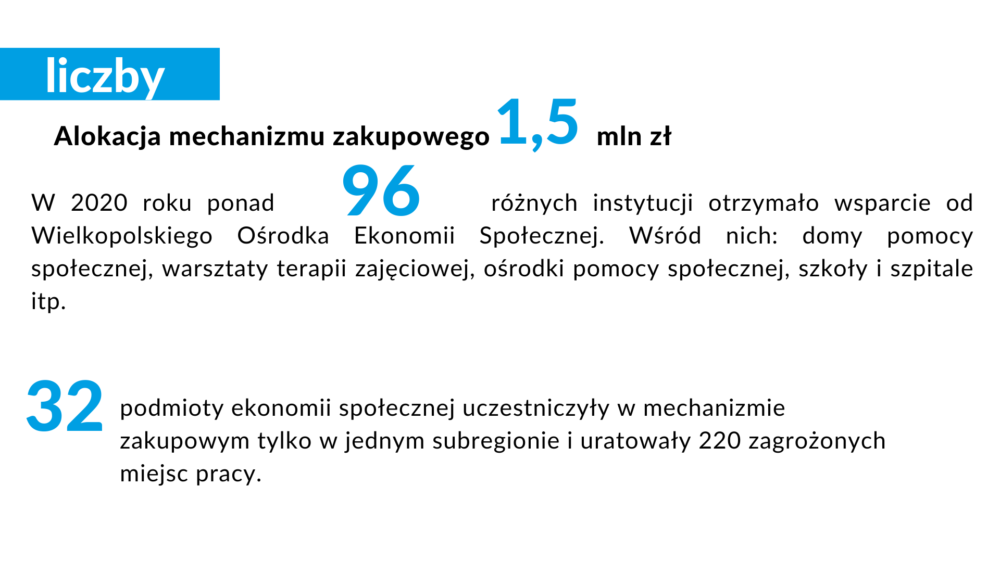 liczby
Alokacja mechanizmu zakupowego 1,5 mln zł
W 2020 roku ponad 96 różnych instytucji otrzymało wsparcie od
Wielkopolskiego Ośrodka Ekonomii Społecznej. Wśród nich: domy pomocy
społecznej, warsztaty terapii zajęciowej, ośrodki pomocy społecznej, szkoły i szpitale
itp.
32 podmioty ekonomii społecznej uczestniczyły w mechanizmie
zakupowym tylko w jednym subregionie i uratowały 220 zagrożonych
miejsc pracy.